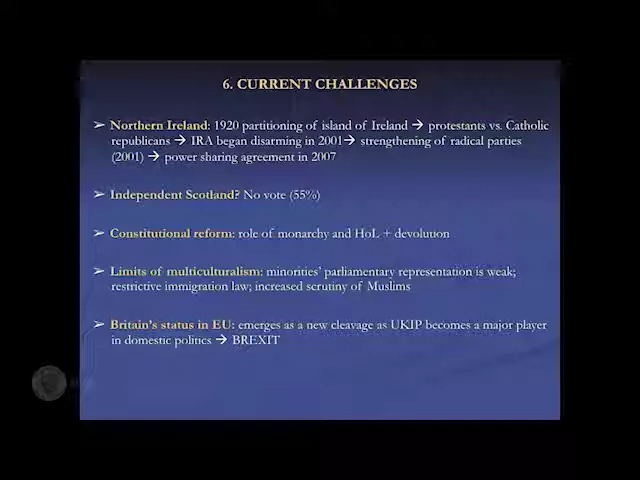 6. CURRENT CHALLENGES
➢ Northern Ireland: 1920 partitioning of island of Ireland → protestants vs. Catholic
republicans → IRA began disarming in 2001→ strengthening of radical parties
(2001) → power sharing agreement in 2007
➢ Independent Scotland? No vote (55%)
➢ Constitutional reform: role of monarchy and HoL + devolution
➢ Limits of multiculturalism: minorities' parliamentary representation is weak;
restrictive immigration law; increased scrutiny of Muslims
➢ Britain's status in EU: emerges as a new cleavage as UKIP becomes a major player
in domestic politics → BREXIT